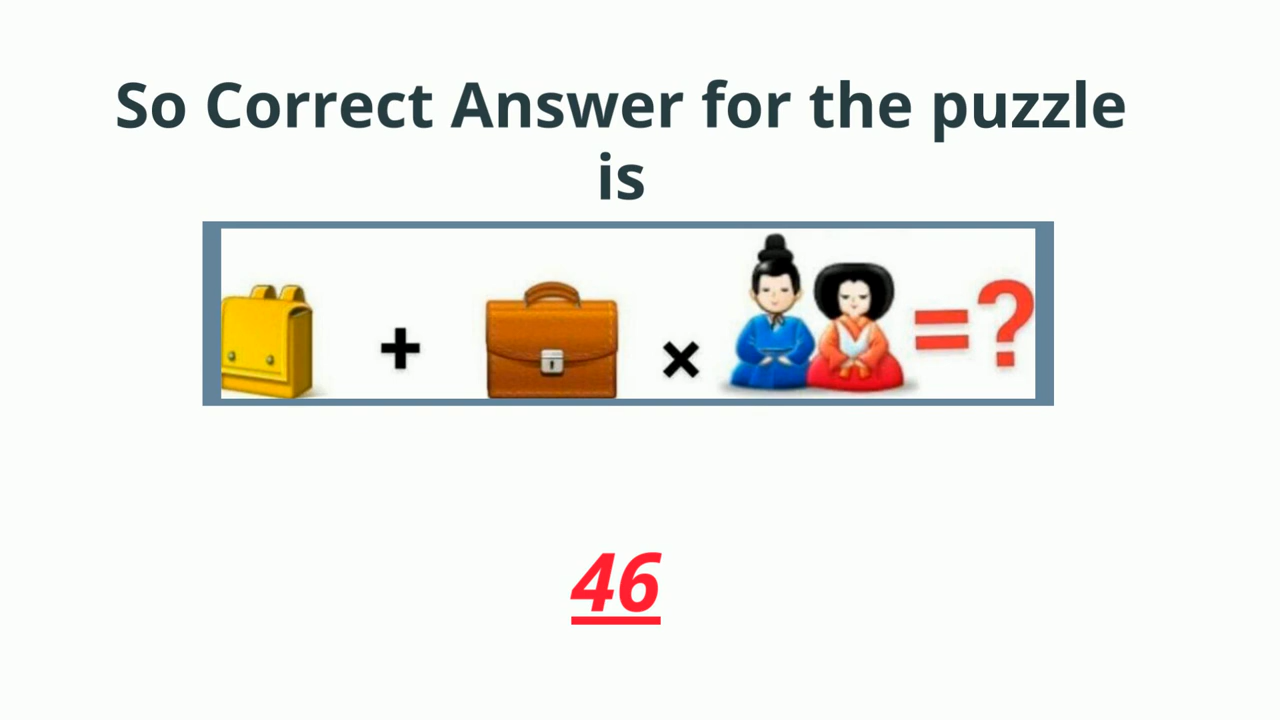 So Correct Answer for the puzzle
is
+ × =?
46